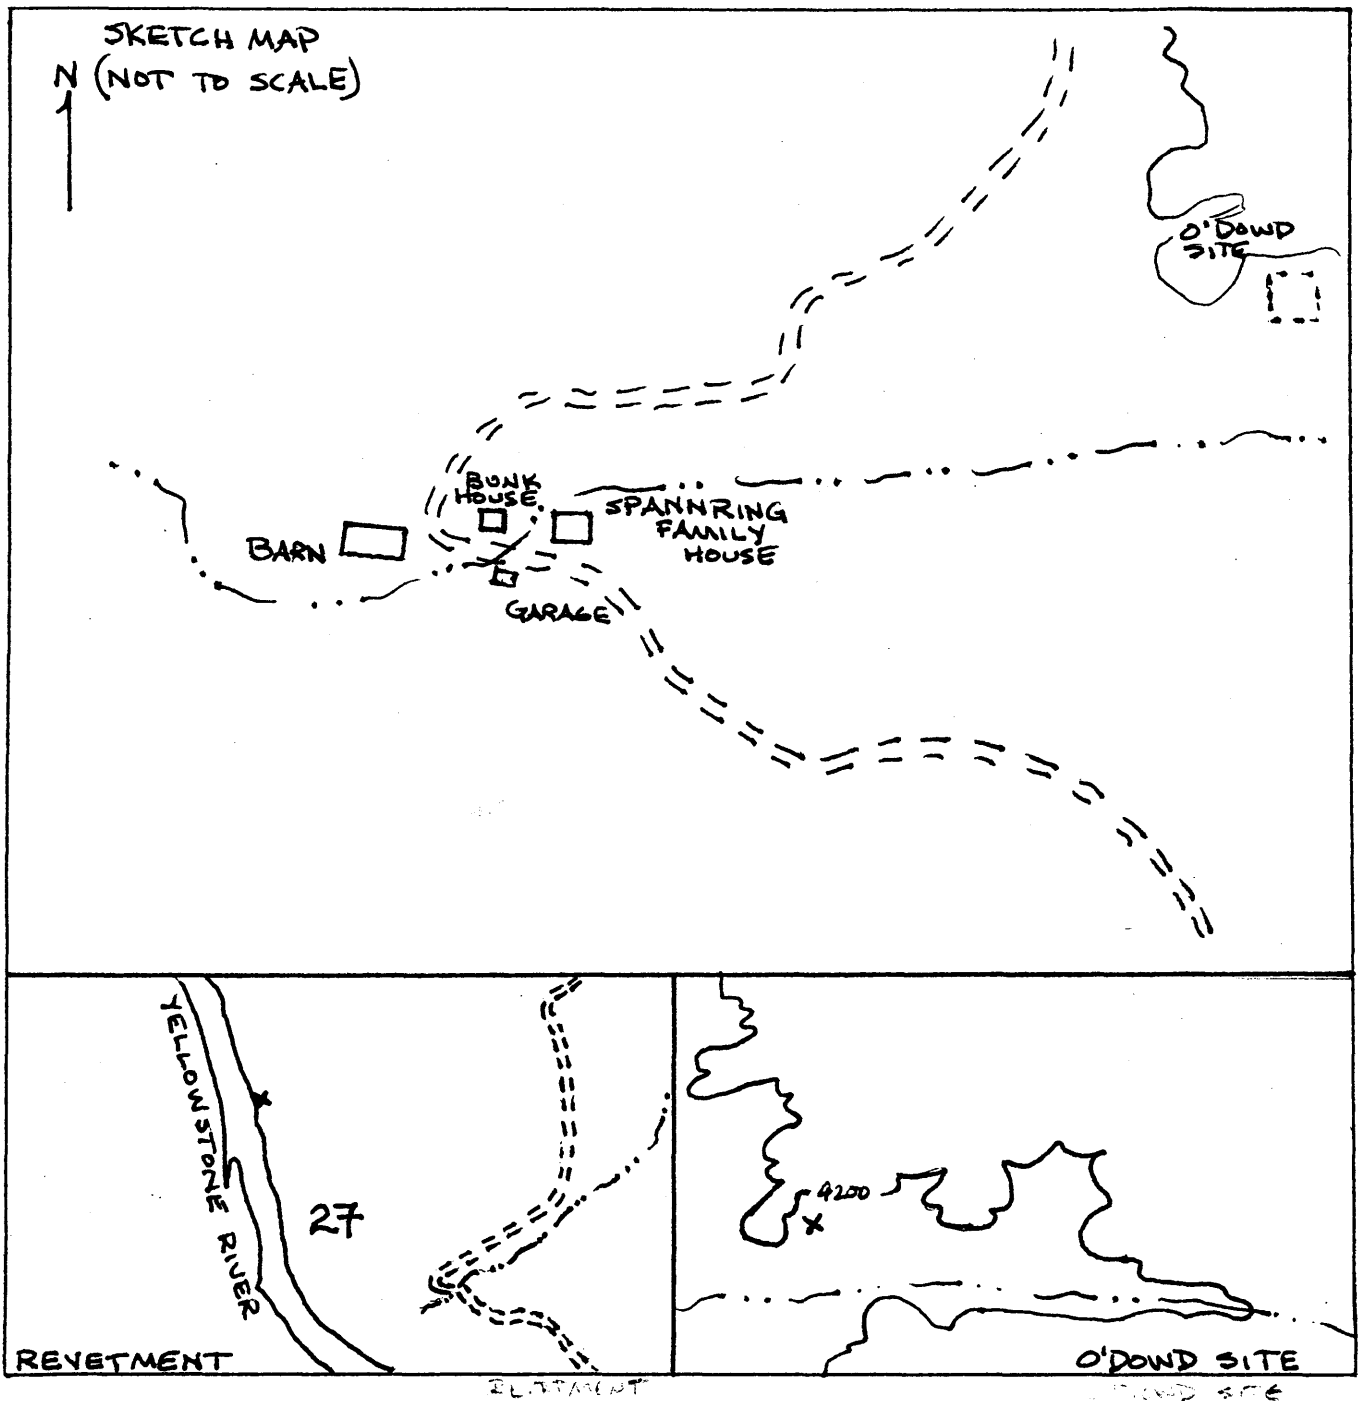 SKETCH MAP
N (NOT TO SCALE)
O'DOWD
SITE
BUNK
HOUSE
SPANNRING
FAMILY
HOUSE
BARN
GARAGE
YELLOWSTONE RIVER
27
4200
REVETMENT
O'DOWD SITE